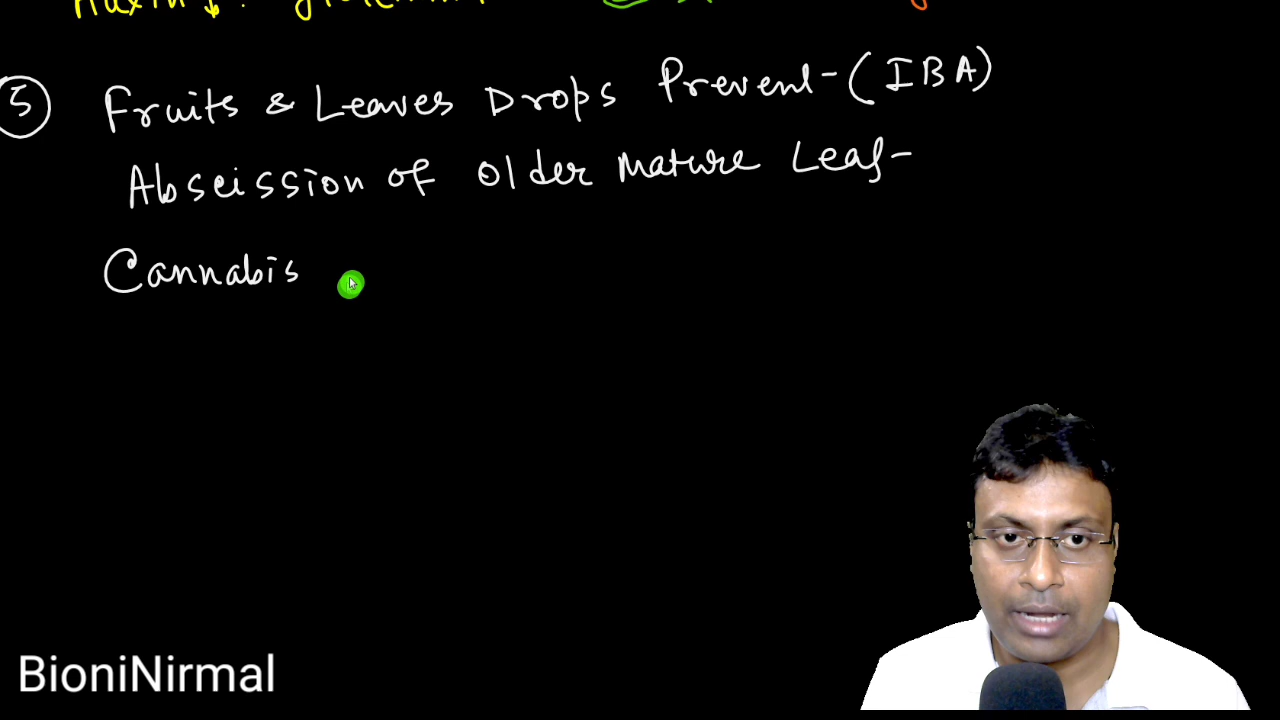 5 Fruits & Leaves Drops Prevent-(IBA)
Abscission of older mature Leaf-
Cannabis
BioniNirmal